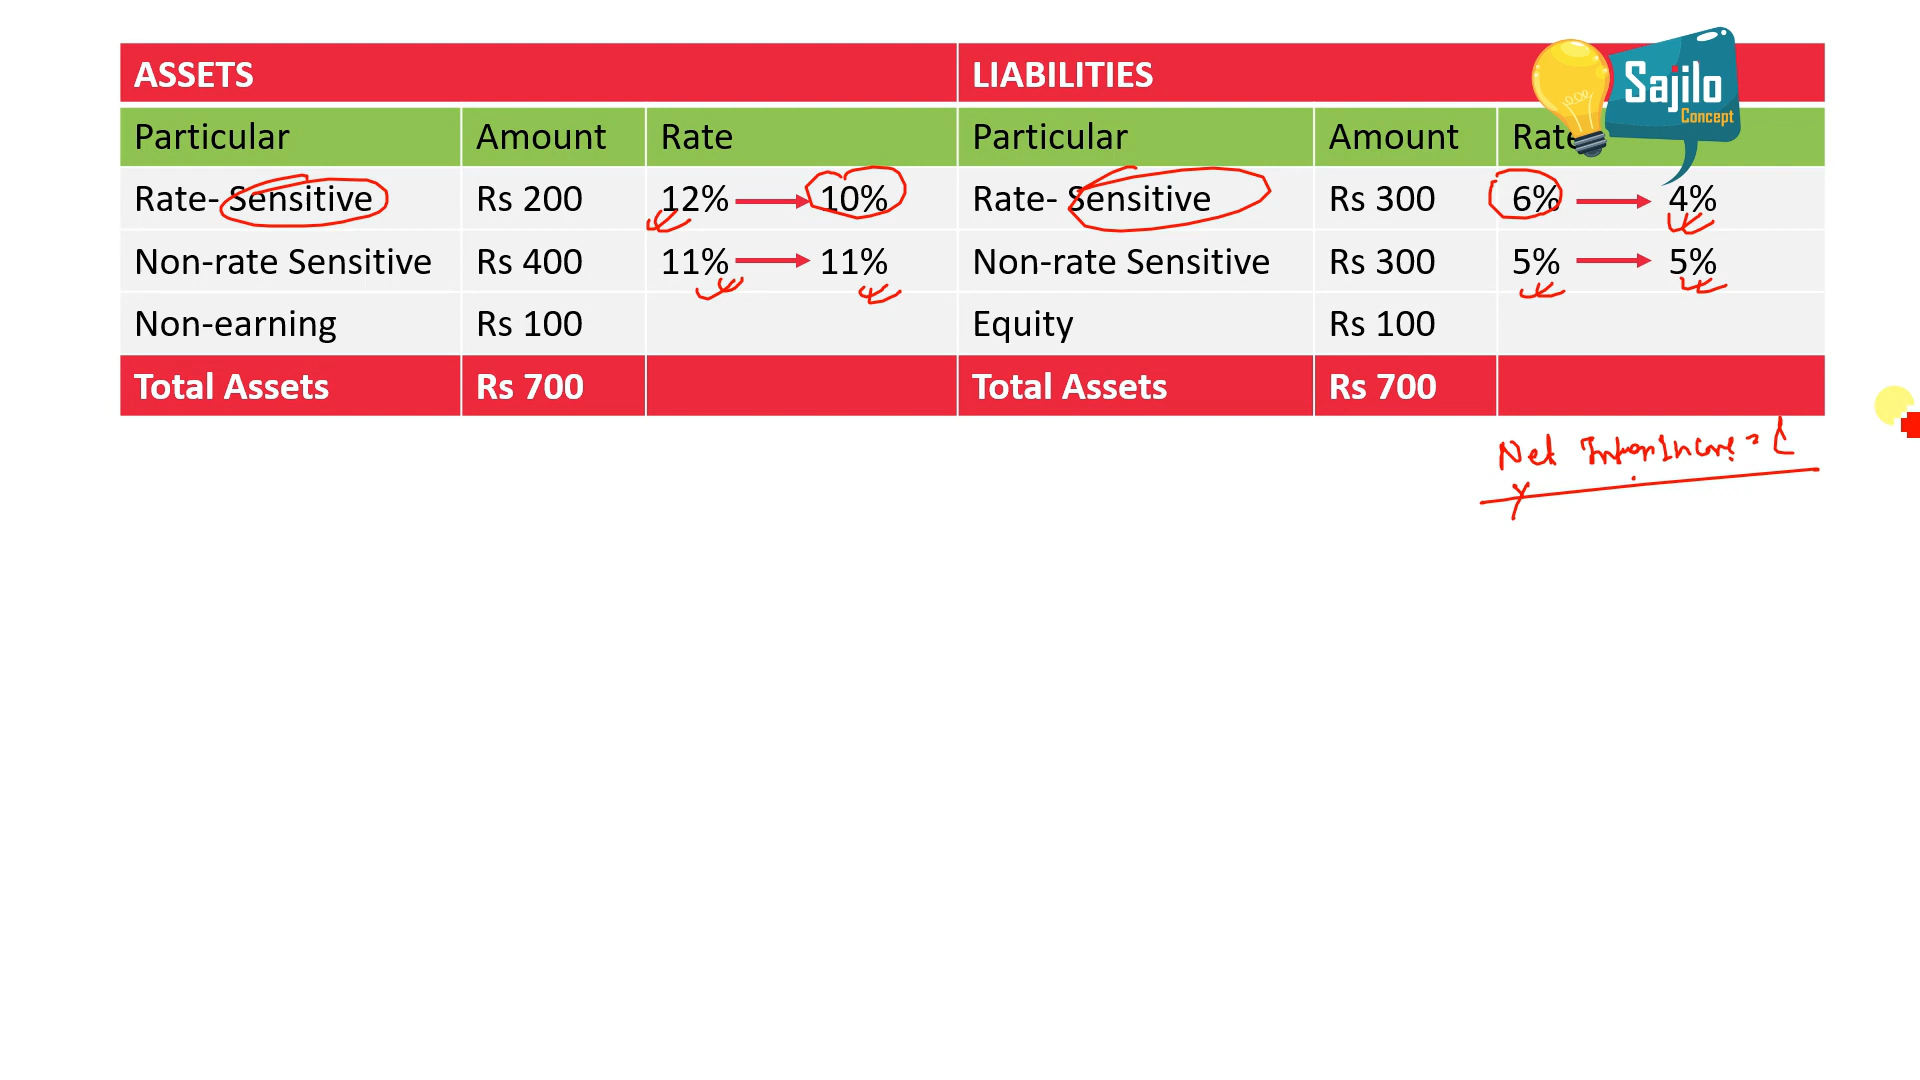 ASSETS LIABILITIES
Sajilo
Concept
Particular Amount Rate Particular Amount Rate
Rate- Sensitive Rs 200 12% 10% Rate- Sensitive Rs 300 6% 4%
Non-rate Sensitive Rs 400 11% 11% Non-rate Sensitive Rs 300 5% 5%
Non-earning Rs 100 Equity Rs 100
Total Assets Rs 700 Total Assets Rs 700
Net